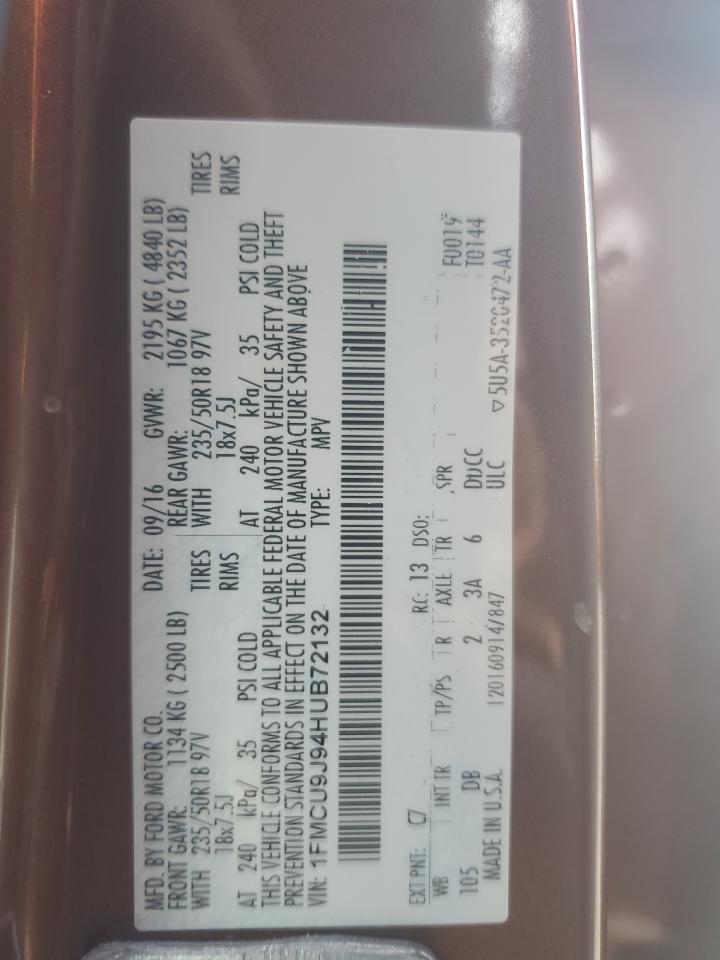 MFD. BY FORD MOTOR CO. DATE: 09/16 GVWR: 2195 KG ( 4840 LB)
FRONT GAWR: 1134 KG ( 2500 LB) REAR GAWR: 1067 KG ( 2352 LB)
WITH 235/50R18 97V TIRES WITH 235/50R18 97V TIRES
18x7.5J RIMS 18x7.5J RIMS
AT 240 kPa/ 35 PSI COLD AT 240 kPa/ 35 PSI COLD
THIS VEHICLE CONFORMS TO ALL APPLICABLE FEDERAL MOTOR VEHICLE SAFETY AND THEFT
PREVENTION STANDARDS IN EFFECT ON THE DATE OF MANUFACTURE SHOWN ABOVE
VIN: 1FMCU9J94HUB72132 TYPE: MPV
EXT PNT: RC: 13 DSO: F0019
WB INT TR TP/PS R AXLE TR SPR T0144
105 DB 2 3A 6
MADE IN U.S.A. 120160914/847 ULC